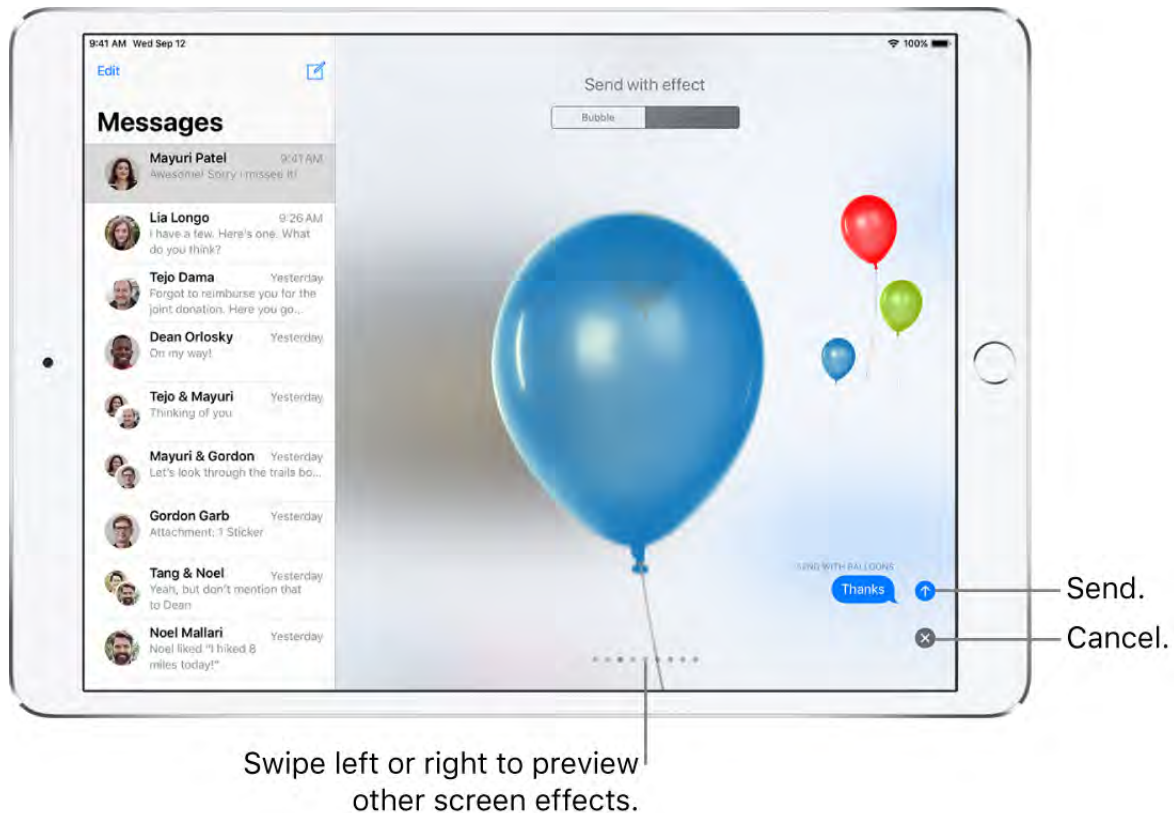 9:41 AM Wed Sep 12
100%
Edit
Messages
Mayuri Patel 9:41 AM
Awesome! Sorry I missed it!
Lia Longo 9:26 AM
I have a few. Here's one. What
do you think?
Tejo Dama Yesterday
Forgot to reimburse you for the
joint donation. Here you go...
Dean Orlosky Yesterday
On my way!
Tejo & Mayuri Yesterday
Thinking of you
Mayuri & Gordon Yesterday
Let's look through the trails bo...
Gordon Garb Yesterday
Attachment: 1 Sticker
Tang & Noel Yesterday
Yeah, but don't mention that
to Dean
Noel Mallari Yesterday
Noel liked "I hiked 8
miles today!"
Send with effect
Bubble
SEND WITH BALLOONS
Thanks
Send.
Cancel.
Swipe left or right to preview
other screen effects.